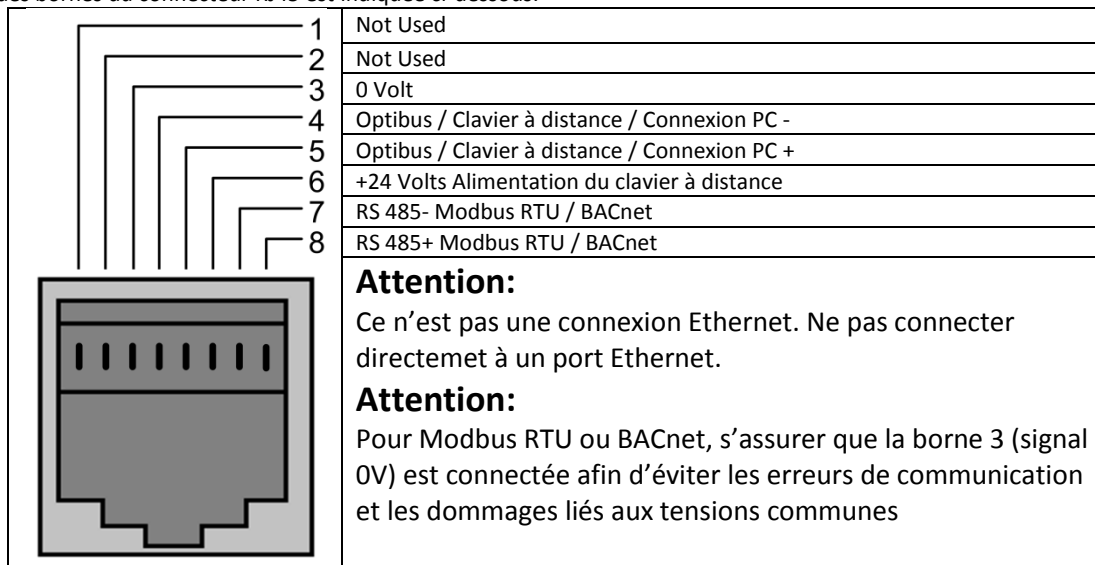 1 Not Used
2 Not Used
3 0 Volt
4 Optibus / Clavier à distance / Connexion PC -
5 Optibus / Clavier à distance / Connexion PC +
6 +24 Volts Alimentation du clavier à distance
7 RS 485- Modbus RTU / BACnet
8 RS 485+ Modbus RTU / BACnet
Attention:
Ce n’est pas une connexion Ethernet. Ne pas connecter
directemet à un port Ethernet.
Attention:
Pour Modbus RTU ou BACnet, s’assurer que la borne 3 (signal
0V) est connectée afin d’éviter les erreurs de communication
et les dommages liés aux tensions communes